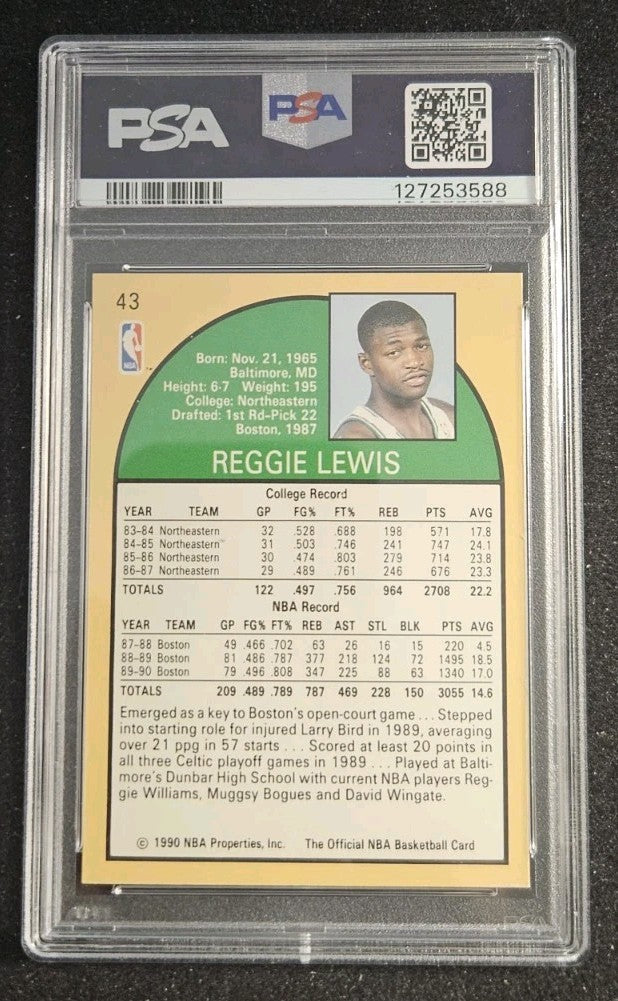 PSA
PSA
127253588
43
NBA
Born: Nov. 21, 1965
Baltimore, MD
Height: 6-7 Weight: 195
College: Northeastern
Drafted: 1st Rd-Pick 22
Boston, 1987
REGGIE LEWIS
College Record
YEAR TEAM GP FG% FT% REB PTS AVG
83-84 Northeastern 32 .528 .688 198 571 17.8
84-85 Northeastern 31 .503 .746 241 747 24.1
85-86 Northeastern 30 .474 .803 279 714 23.8
86-87 Northeastern 29 .489 .761 246 676 23.3
TOTALS 122 .497 .756 964 2708 22.2
NBA Record
YEAR TEAM GP FG% FT% REB AST STL BLK PTS AVG
87-88 Boston 49 .466 .702 63 26 16 15 220 4.5
88-89 Boston 81 .486 .787 377 218 124 72 1495 18.5
89-90 Boston 79 .496 .808 347 225 88 63 1340 17.0
TOTALS 209 .489 .789 787 469 228 150 3055 14.6
Emerged as a key to Boston's open-court game . . . Stepped
into starting role for injured Larry Bird in 1989, averaging
over 21 ppg in 57 starts . . . Scored at least 20 points in
all three Celtic playoff games in 1989 . . . Played at Balti-
more's Dunbar High School with current NBA players Reg-
gie Williams, Muggsy Bogues and David Wingate.
© 1990 NBA Properties, Inc. The Official NBA Basketball Card